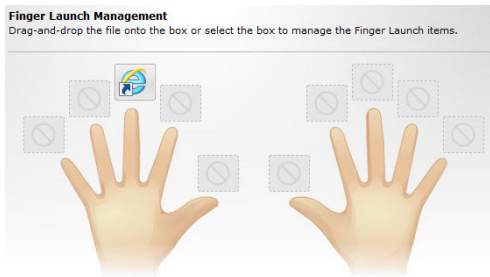 Finger Launch Management
Drag-and-drop the file onto the box or select the box to manage the Finger Launch items.